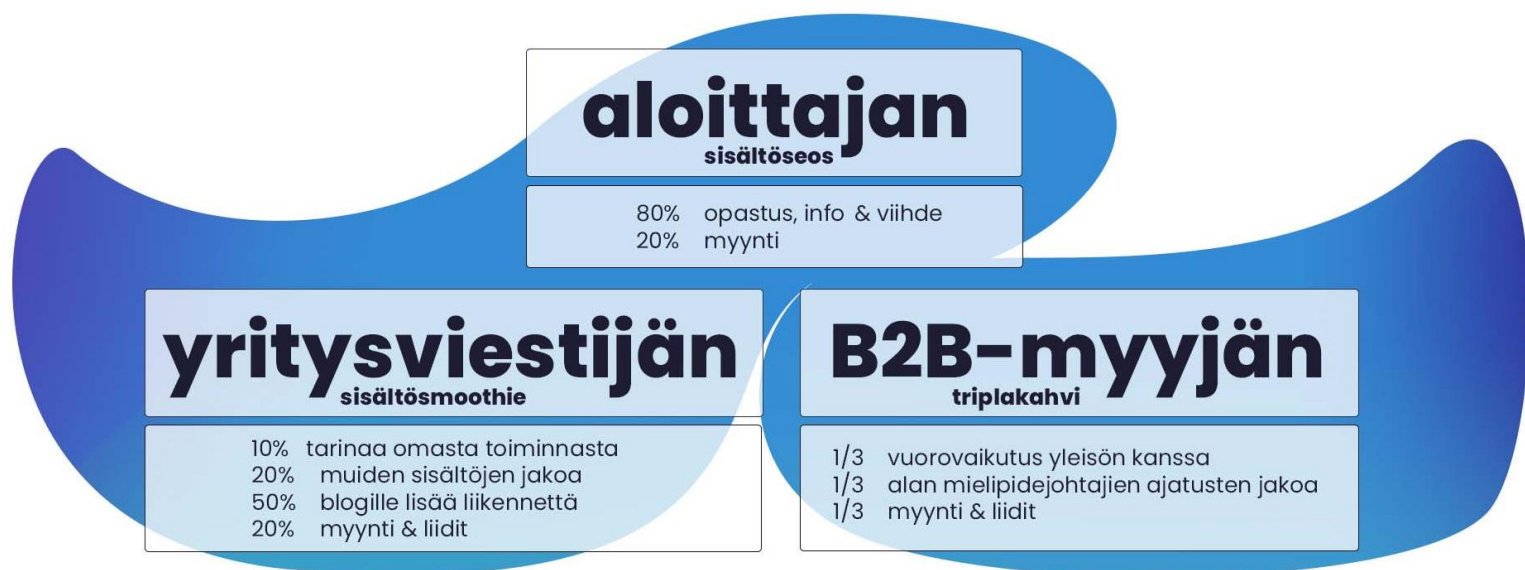 aloittajan
sisältöseos
80% opastus, info & viihde
20% myynti
yritysviestijän
sisältösmoothie
10% tarinaa omasta toiminnasta
20% muiden sisältöjen jakoa
50% blogille lisää liikennettä
20% myynti & liidit
B2B-myyjän
triplakahvi
1/3 vuorovaikutus yleisön kanssa
1/3 alan mielipidejohtajien ajatusten jakoa
1/3 myynti & liidit